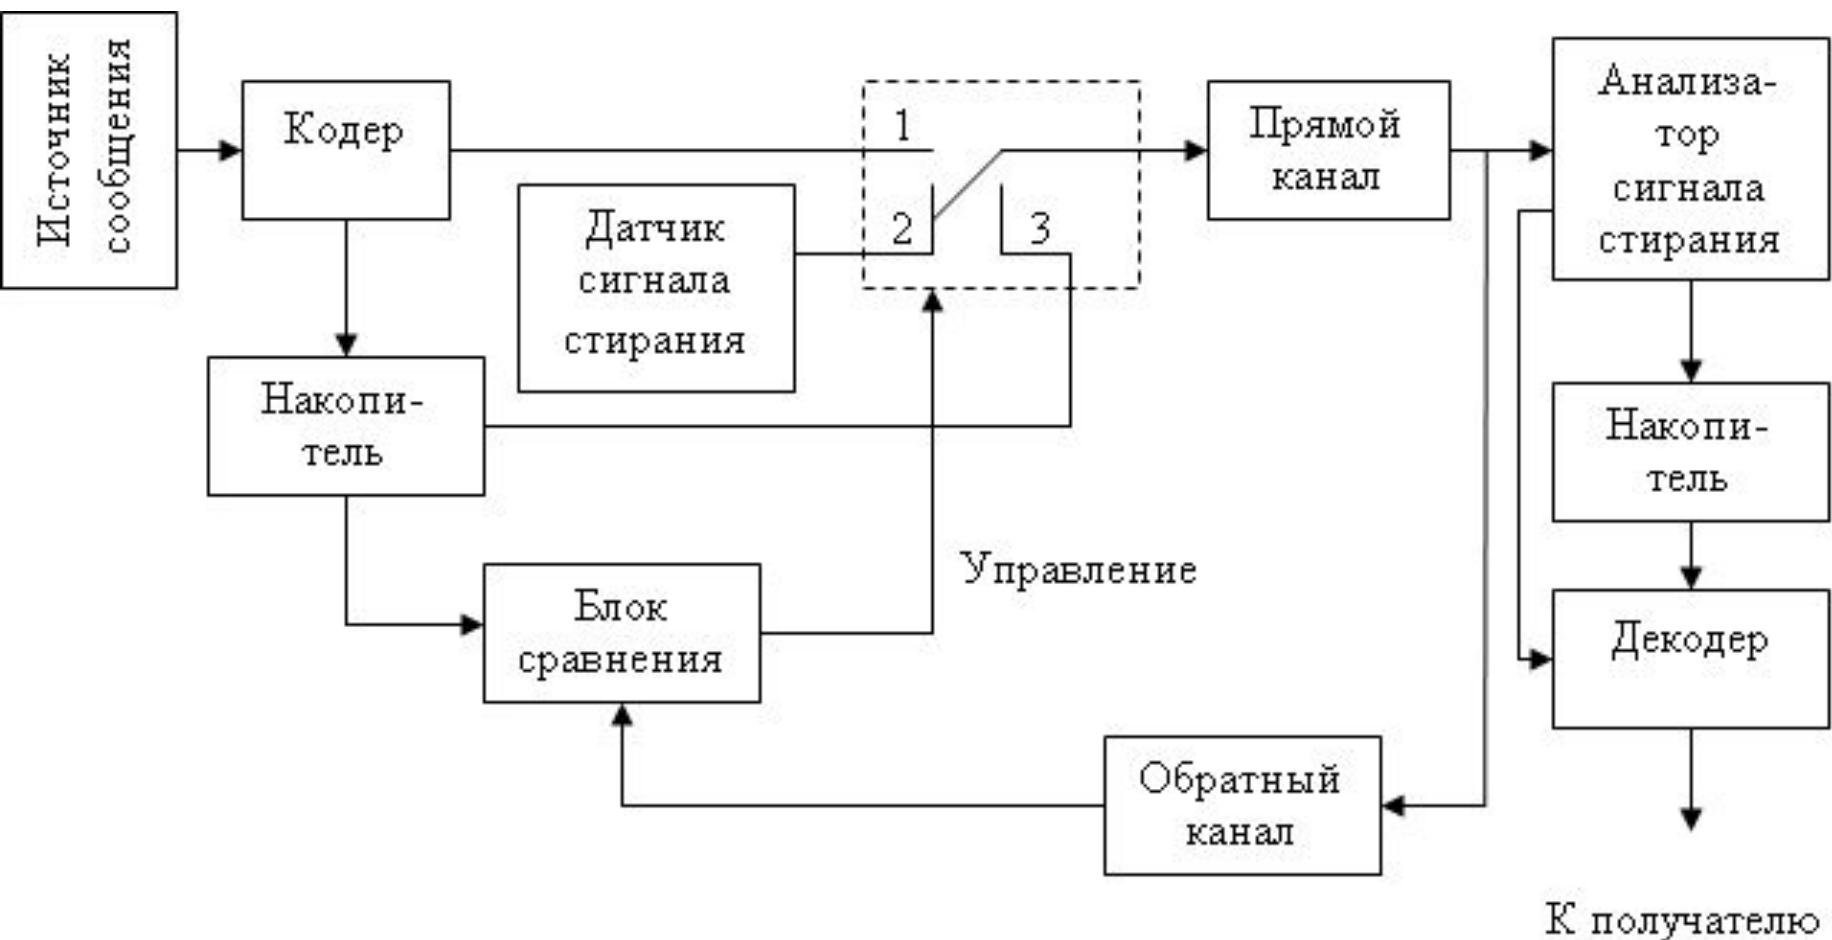 Источник
сообщения
Кодер
1
2
3
Датчик
сигнала
стирания
Прямой
канал
Анализа-
тор
сигнала
стирания
Накопи-
тель
Накопи-
тель
Управление
Блок
сравнения
Декодер
Обратный
канал
К получателю